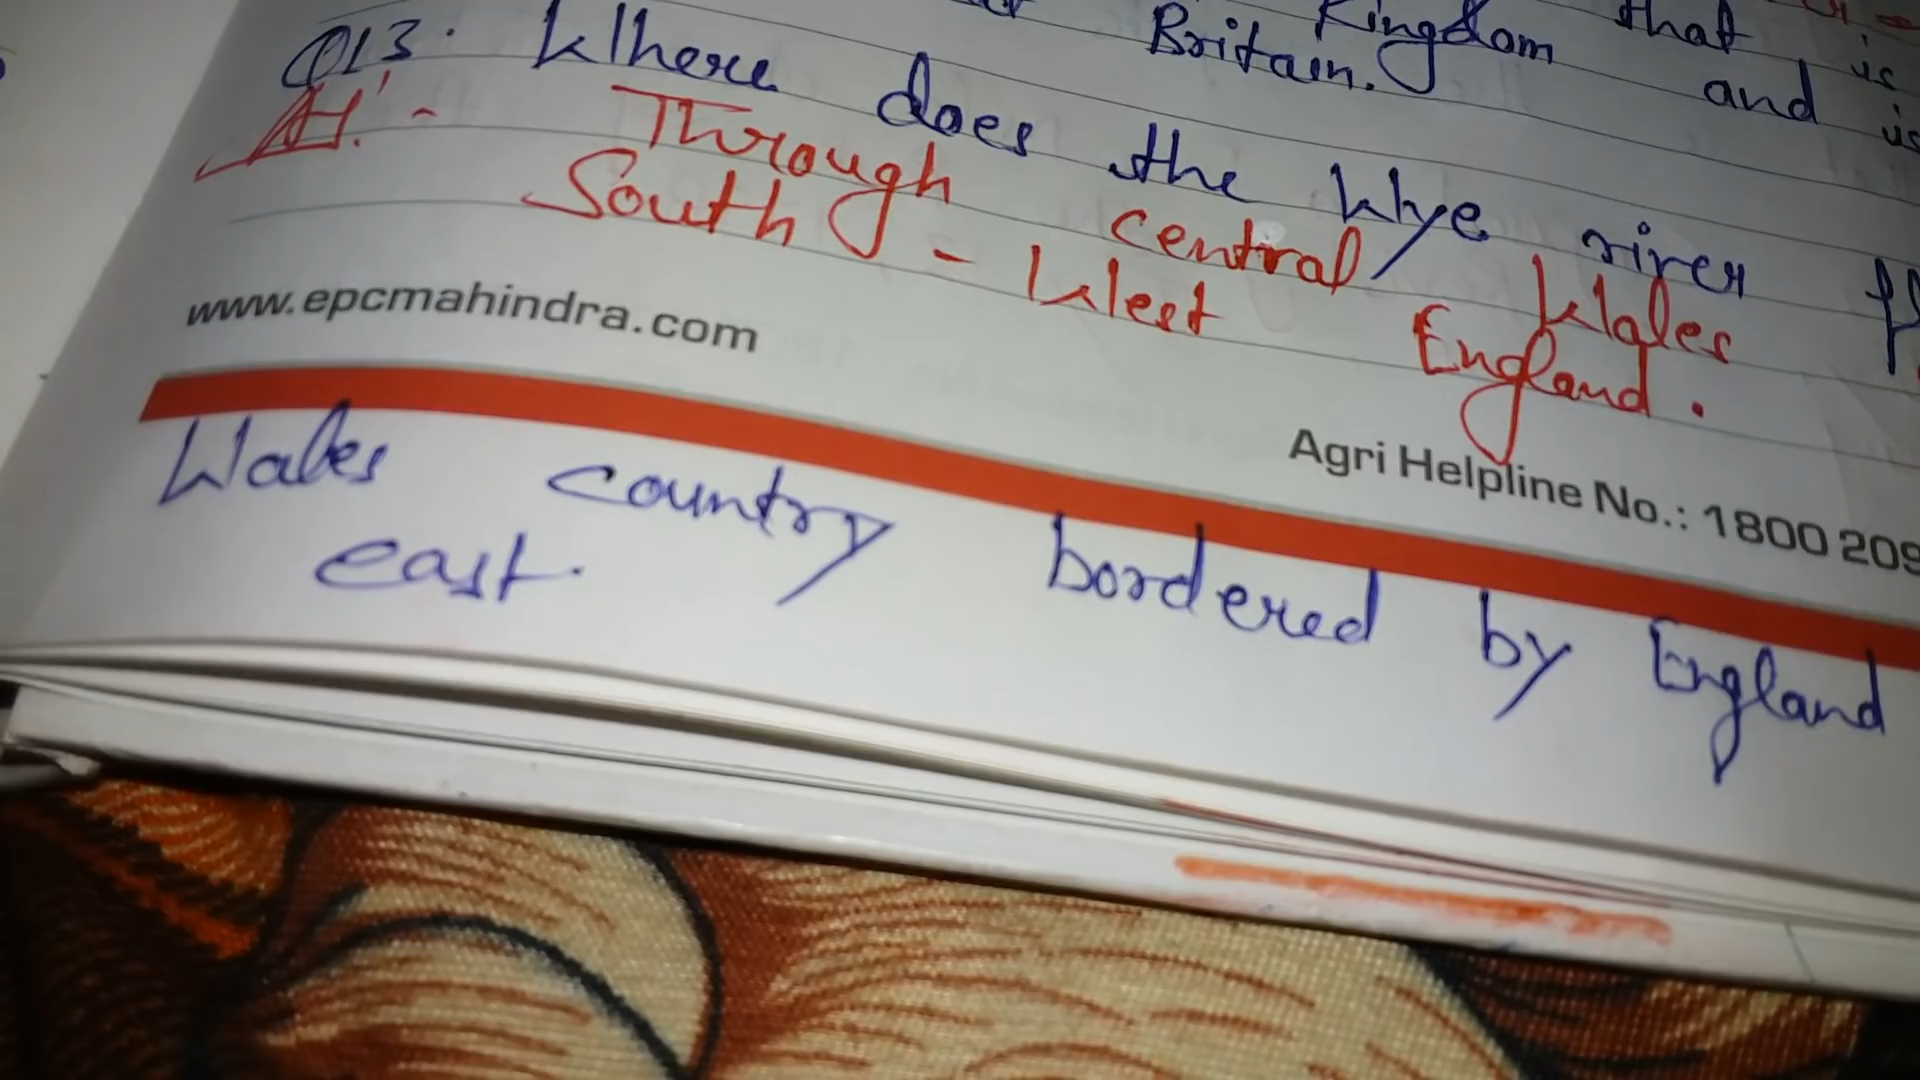 Kingdom that is
Britain. and is
Q13. Where does the Wye river
Through central Wales
South-West England.
www.epcmahindra.com
Agri Helpline No.: 1800 209
Wales country bordered by England
east.